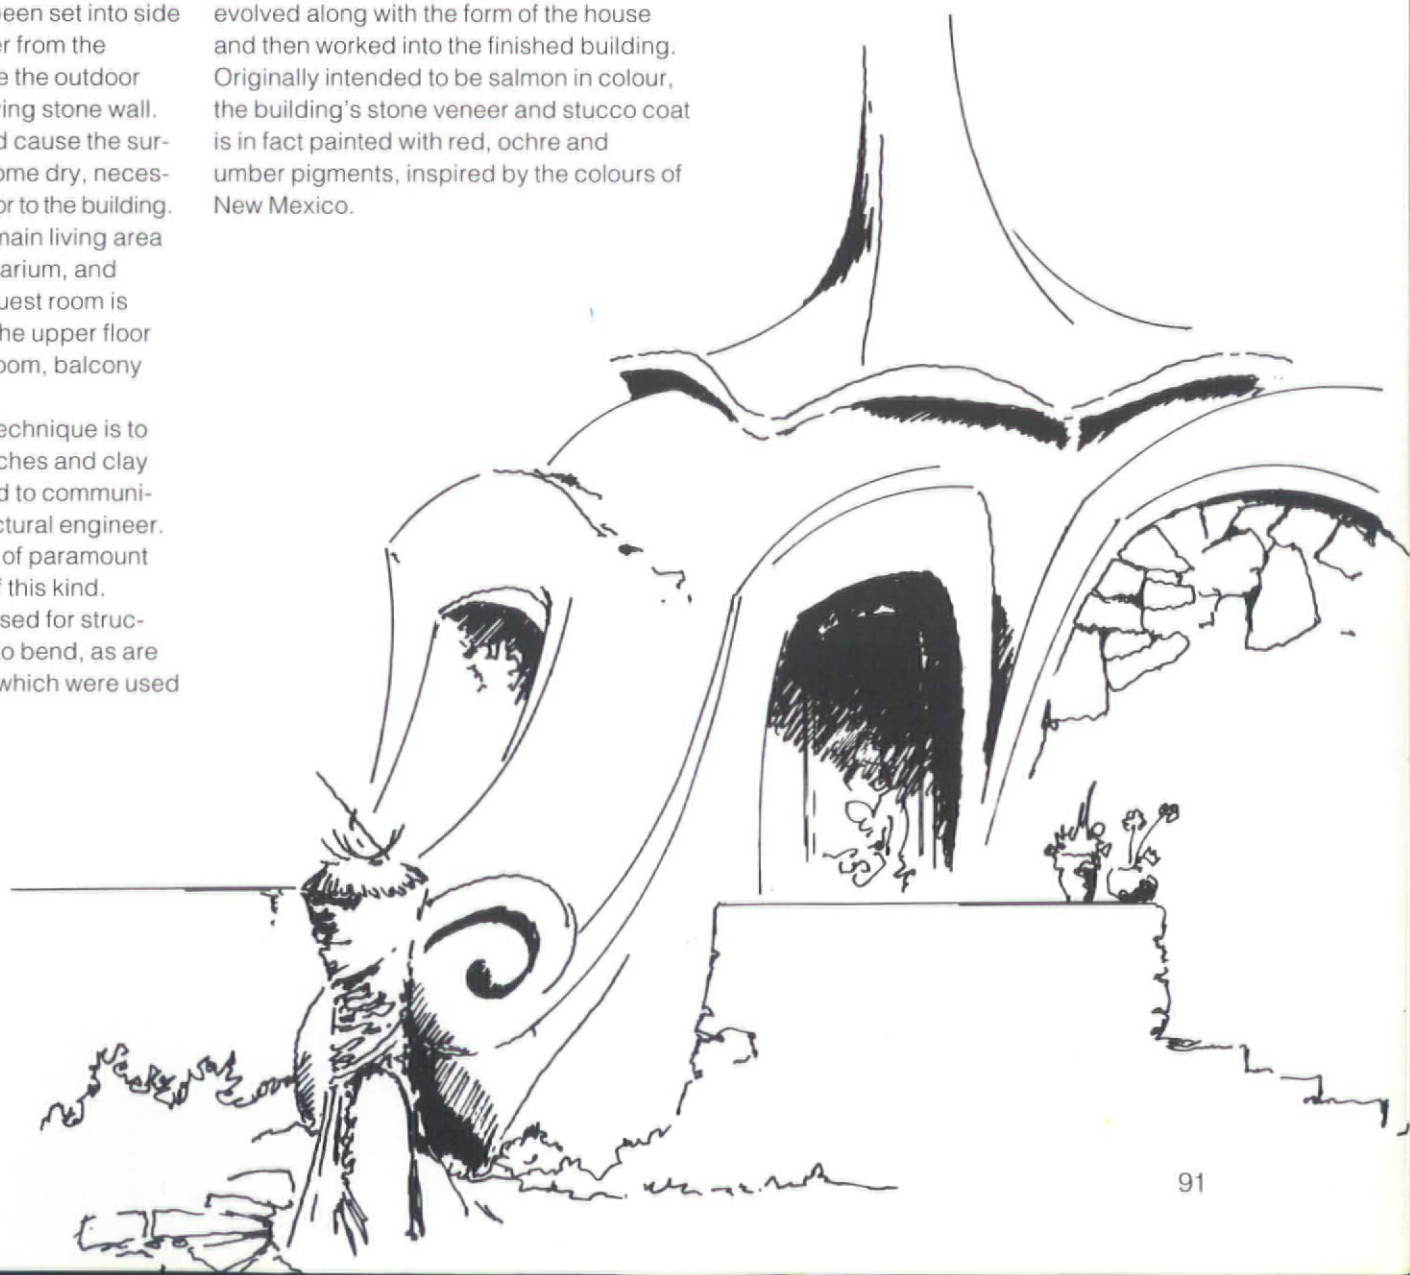 een set into side
r from the
e the outdoor
ing stone wall.
d cause the sur-
ome dry, neces-
or to the building.
main living area
arium, and
uest room is
he upper floor
oom, balcony
echnique is to
ches and clay
d to communi-
ctural engineer.
of paramount
f this kind.
sed for struc-
o bend, as are
which were used
evolved along with the form of the house
and then worked into the finished building.
Originally intended to be salmon in colour,
the building's stone veneer and stucco coat
is in fact painted with red, ochre and
umber pigments, inspired by the colours of
New Mexico.
91